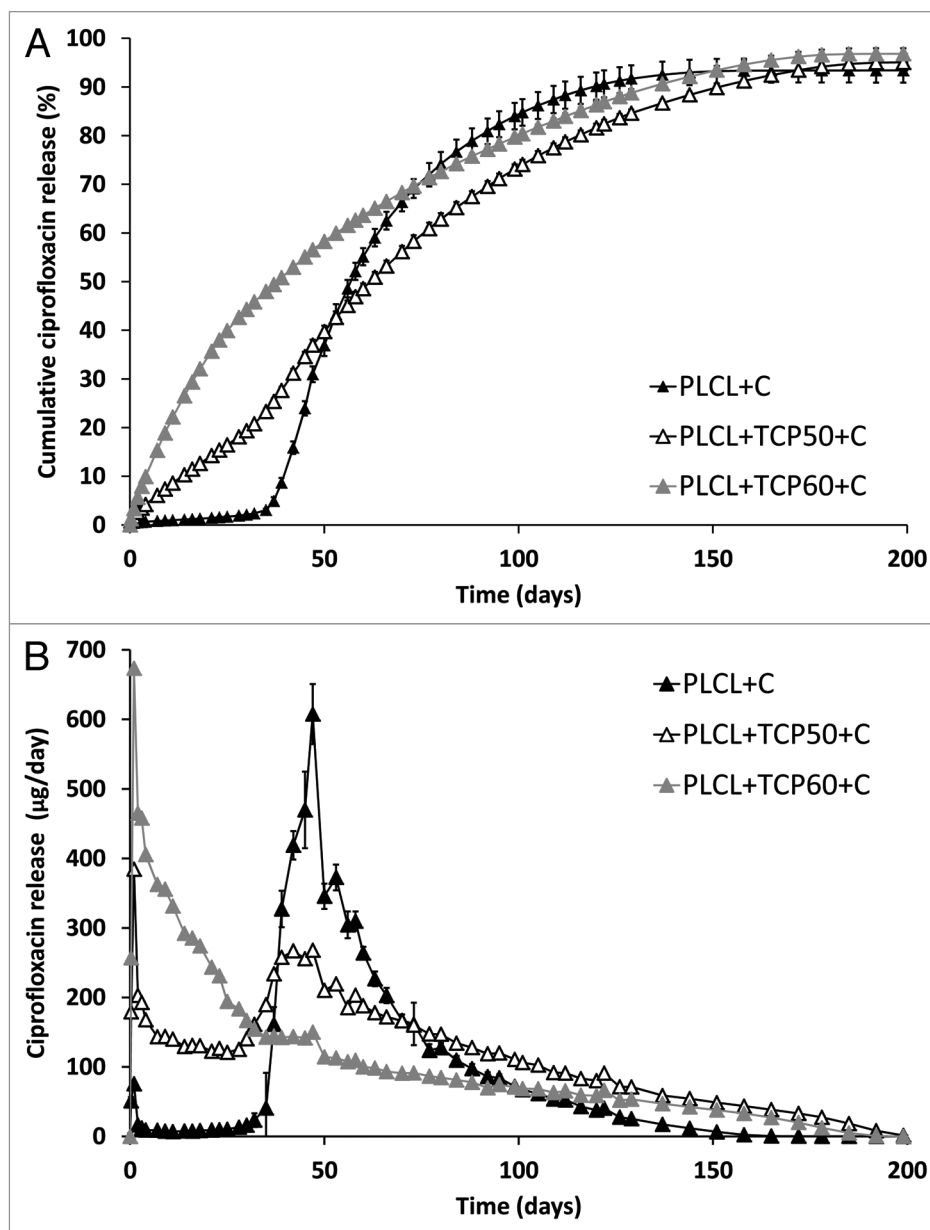 A
Cumulative ciprofloxacin release (%)
100
90
80
70
60
50
40
30
20
10
0
PLCL+C
PLCL+TCP50+C
PLCL+TCP60+C
0 50 100 150 200
Time (days)
B
Ciprofloxacin release (µg/day)
700
600
500
400
300
200
100
0
PLCL+C
PLCL+TCP50+C
PLCL+TCP60+C
0 50 100 150 200
Time (days)